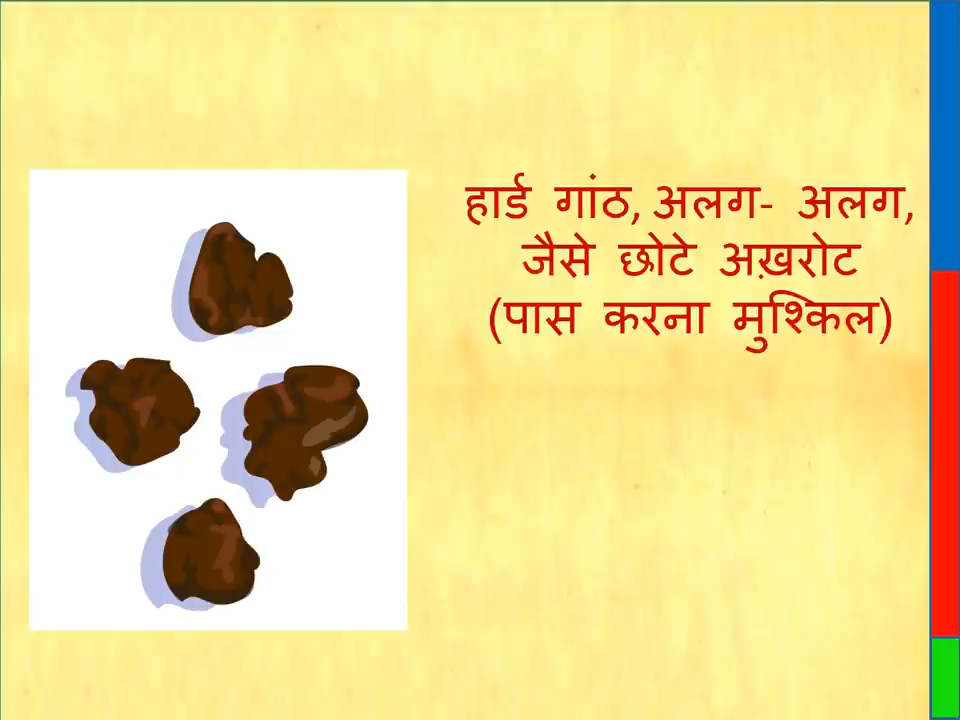 हार्ड गांठ, अलग- अलग,
जैसे छोटे अख़रोट
(पास करना मुश्किल)